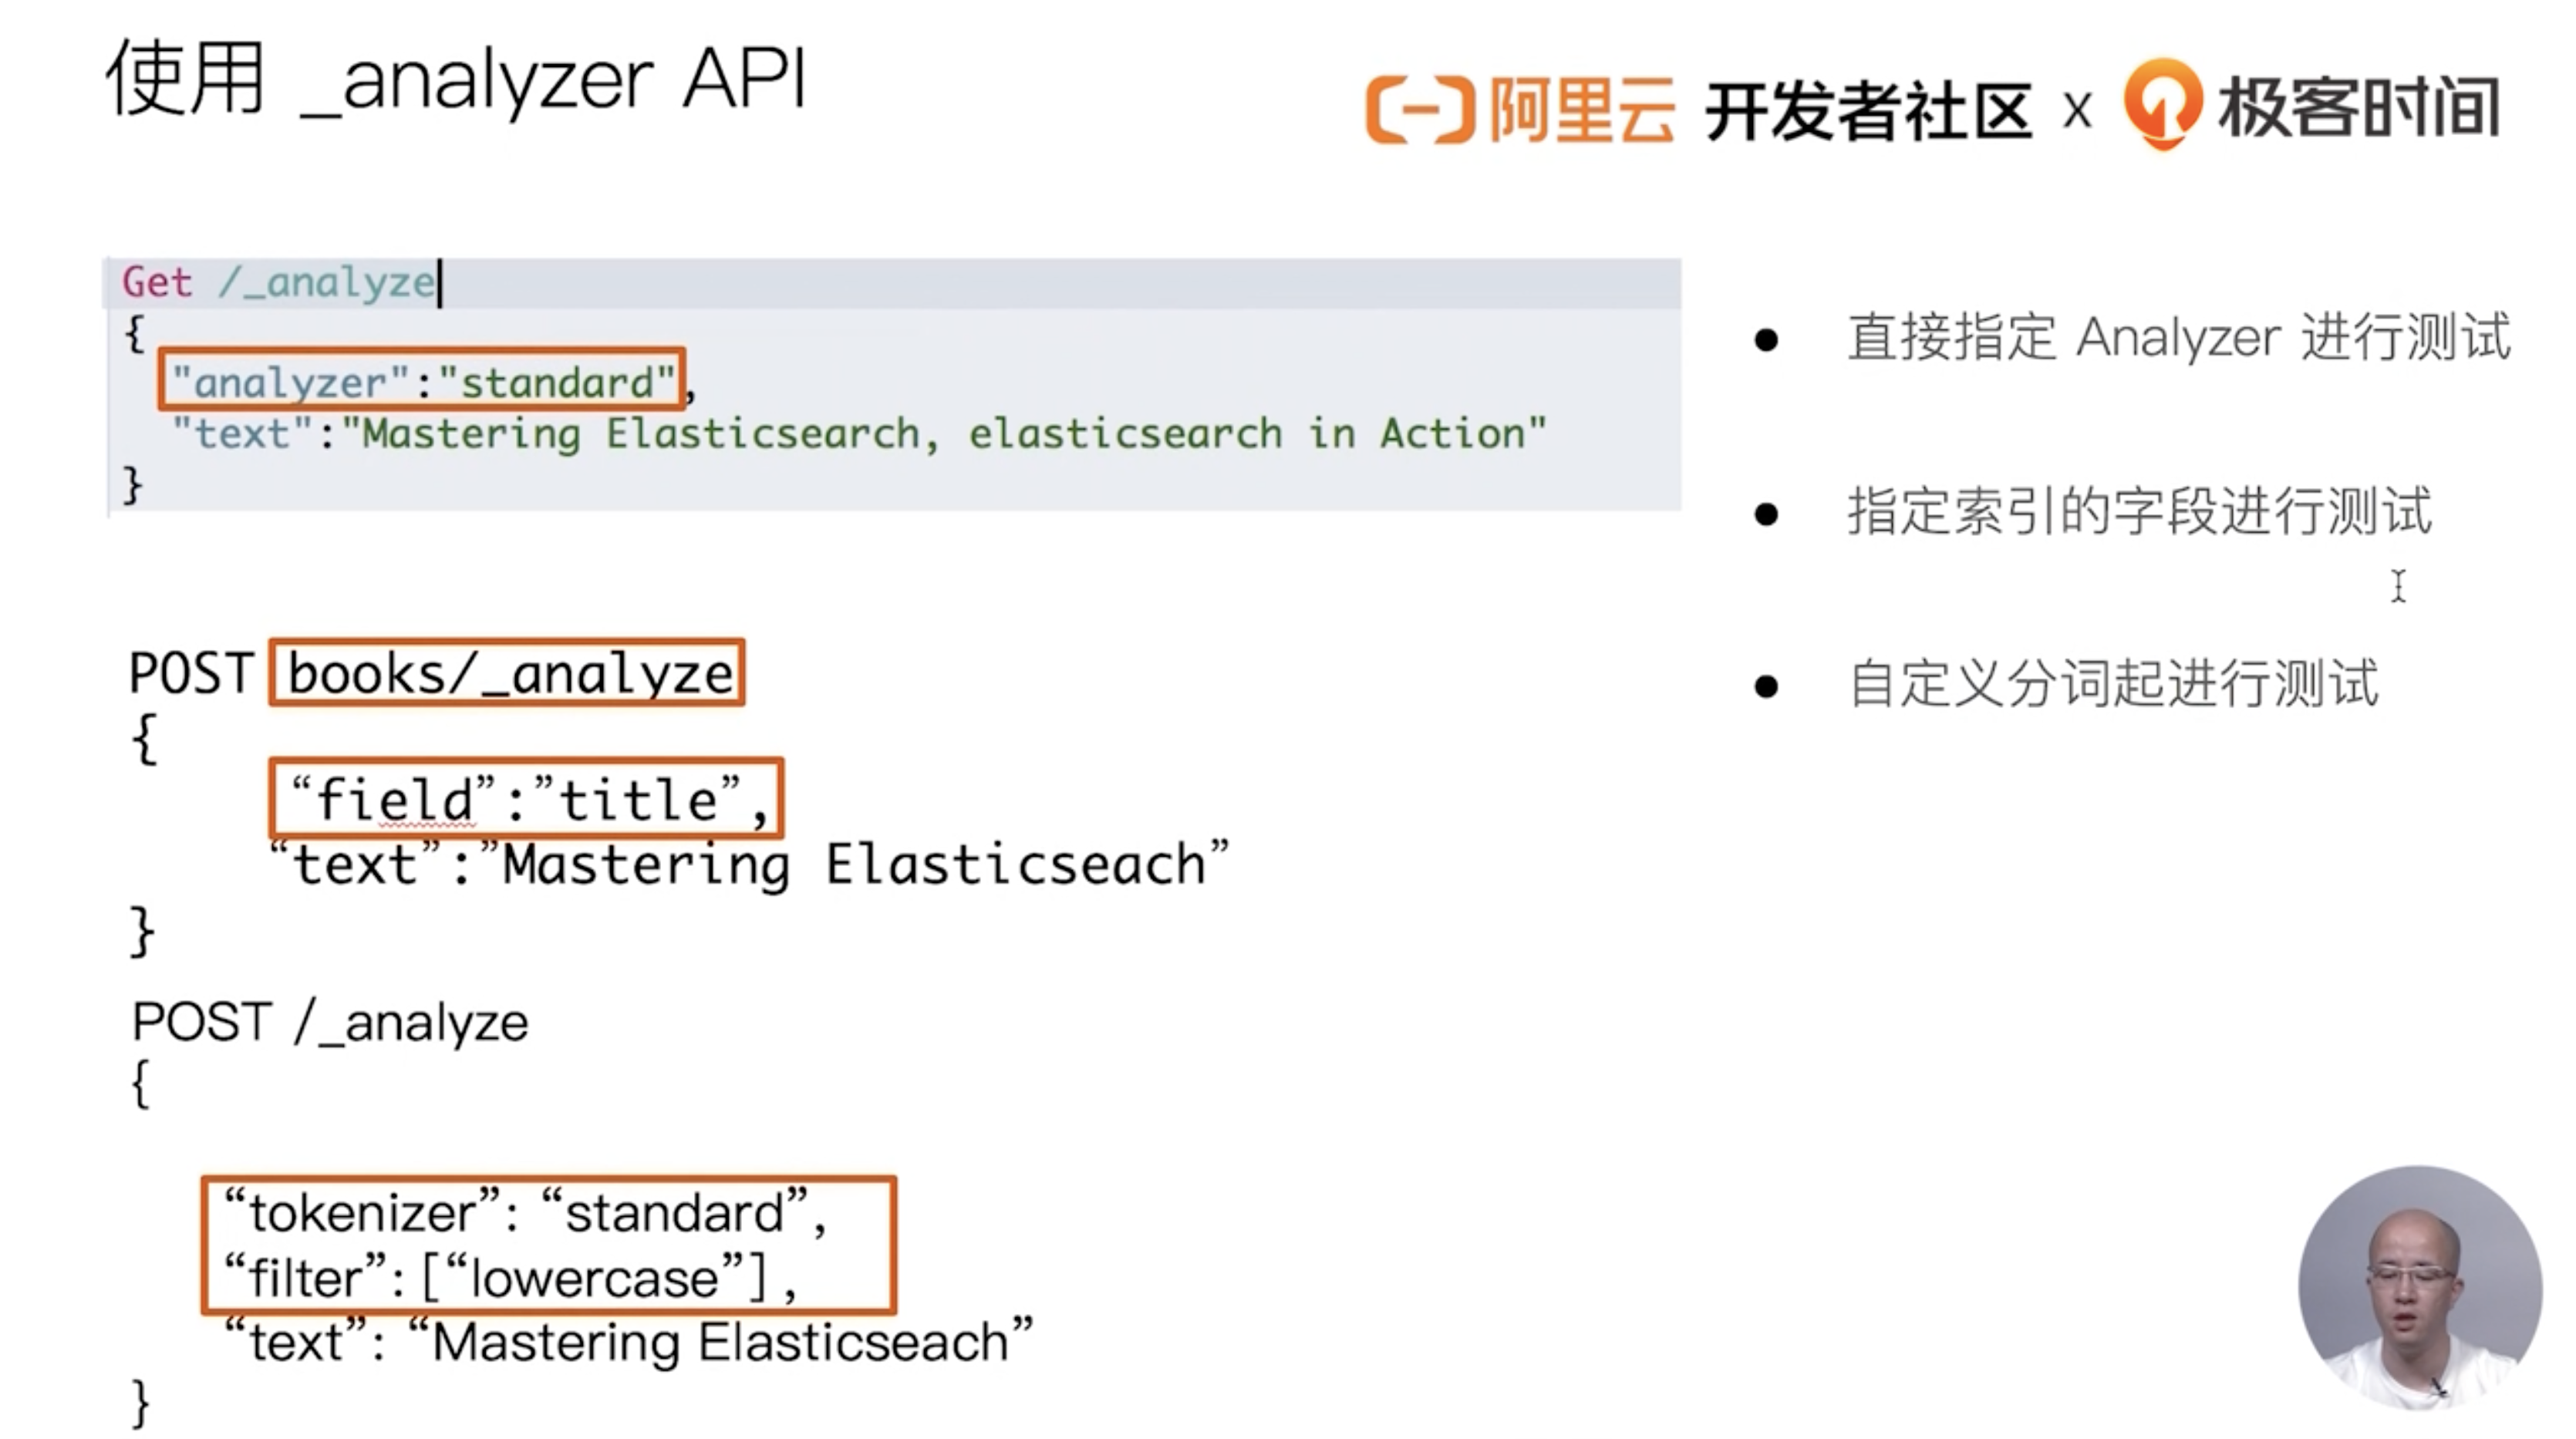 使用 _analyzer API
阿里云 开发者社区 x 极客时间
Get /_analyze
{
"analyzer":"standard",
"text":"Mastering Elasticsearch, elasticsearch in Action"
}
POST books/_analyze
{
“field”:”title”,
“text”:”Mastering Elasticseach”
}
POST /_analyze
{
“tokenizer”: “standard”,
“filter”: [“lowercase”] ,
“text”: “Mastering Elasticseach”
}
● 直接指定 Analyzer 进行测试
● 指定索引的字段进行测试
● 自定义分词起进行测试